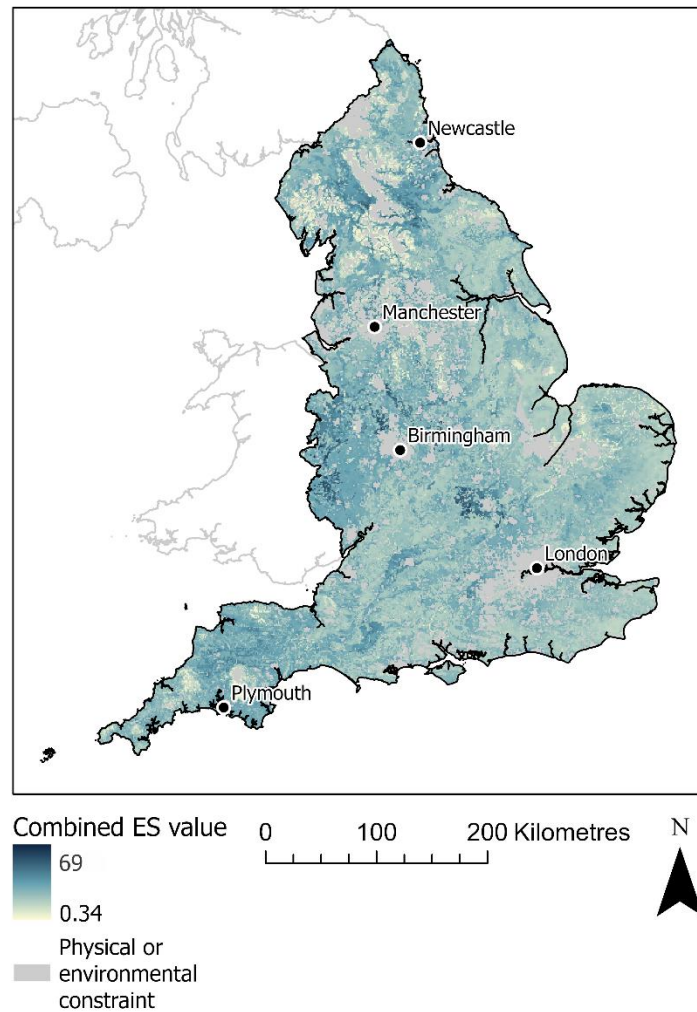 Newcastle
Manchester
Birmingham
London
Plymouth
Combined ES value
69
0.34
Physical or
environmental
constraint
0 100 200 Kilometres
N